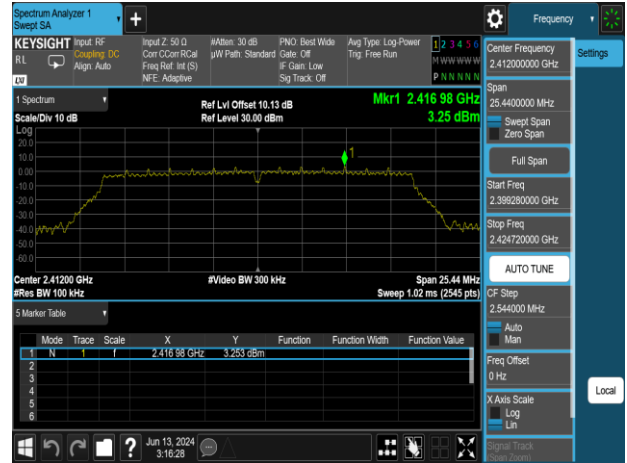 Spectrum Analyzer 1
Swept SA
Frequency
KEYSIGHT
RL
LXI
Input: RF
Coupling: DC
Align: Auto
Input Z: 50 Ω
Corr CCorr RCal
Freq Ref: Int (S)
NFE: Adaptive
#Atten: 30 dB
µW Path: Standard
PNO: Best Wide
Gate: Off
IF Gain: Low
Sig Track: Off
Avg Type: Log-Power
Trig: Free Run
1 2 3 4 5 6
M W W W W W
P N N N N N
1 Spectrum
Scale/Div 10 dB
Ref Lvl Offset 10.13 dB
Ref Level 30.00 dBm
Mkr1 2.416 98 GHz
3.25 dBm
Log
20.0
10.0
0.00
-10.0
-20.0
-30.0
-40.0
-50.0
-60.0
1
Center 2.41200 GHz
#Res BW 100 kHz
#Video BW 300 kHz
Span 25.44 MHz
Sweep 1.02 ms (2545 pts)
5 Marker Table
Mode Trace Scale X Y Function Function Width Function Value
1 N 1 f 2.416 98 GHz 3.253 dBm
2
3
4
5
6
Jun 13, 2024
3:16:28
Center Frequency
2.412000000 GHz
Span
25.4400000 MHz
Swept Span
Zero Span
Full Span
Start Freq
2.399280000 GHz
Stop Freq
2.424720000 GHz
AUTO TUNE
CF Step
2.544000 MHz
Auto
Man
Freq Offset
0 Hz
X Axis Scale
Log
Lin
Signal Track
(Span Zoom)
Settings
Local